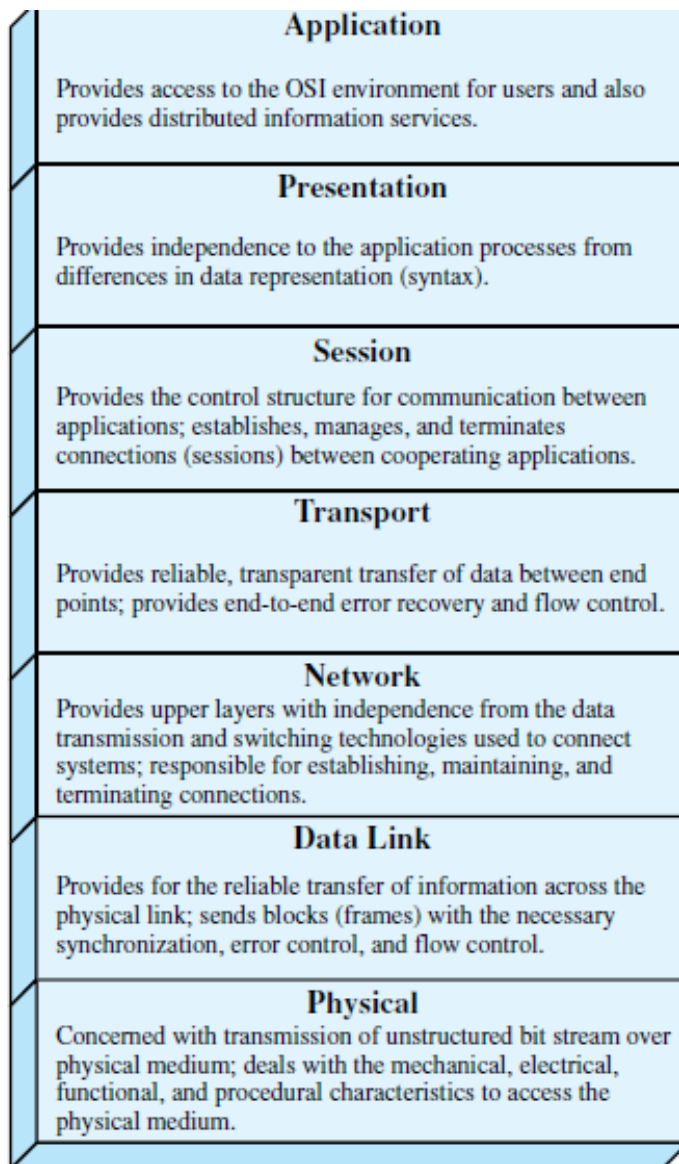 Application
Provides access to the OSI environment for users and also
provides distributed information services.
Presentation
Provides independence to the application processes from
differences in data representation (syntax).
Session
Provides the control structure for communication between
applications; establishes, manages, and terminates
connections (sessions) between cooperating applications.
Transport
Provides reliable, transparent transfer of data between end
points; provides end-to-end error recovery and flow control.
Network
Provides upper layers with independence from the data
transmission and switching technologies used to connect
systems; responsible for establishing, maintaining, and
terminating connections.
Data Link
Provides for the reliable transfer of information across the
physical link; sends blocks (frames) with the necessary
synchronization, error control, and flow control.
Physical
Concerned with transmission of unstructured bit stream over
physical medium; deals with the mechanical, electrical,
functional, and procedural characteristics to access the
physical medium.